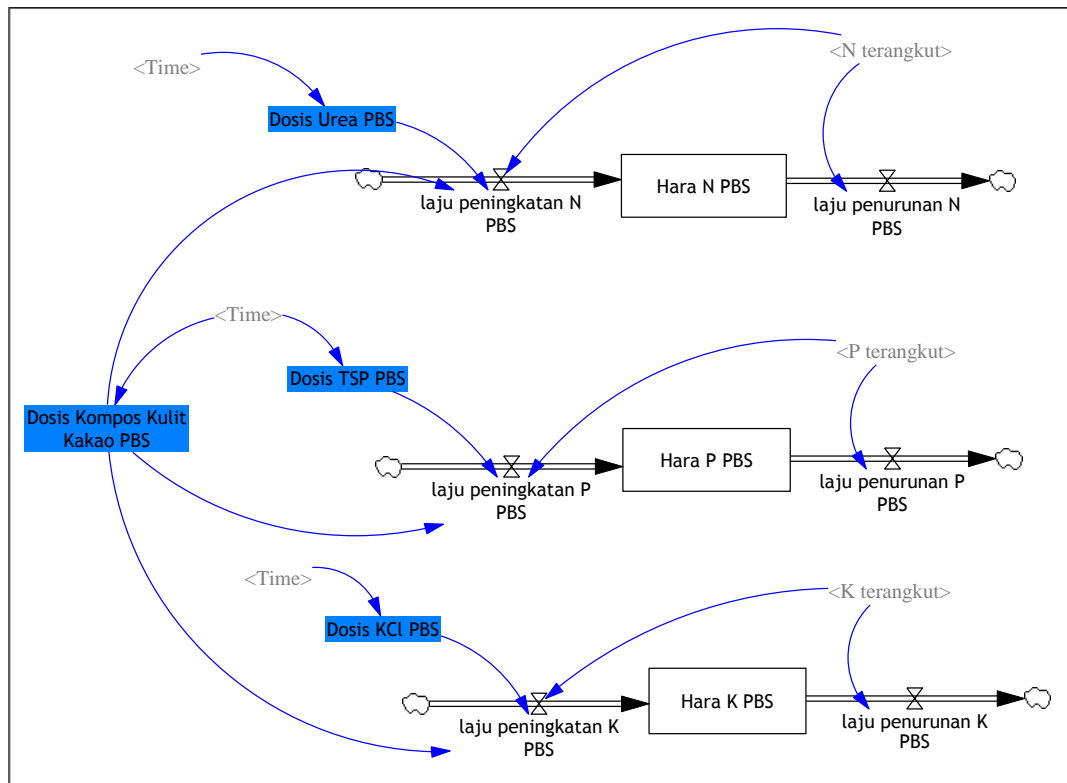 <Time>
<N terangkut>
Dosis Urea PBS
Hara N PBS
laju peningkatan N
PBS
laju penurunan N
PBS
<Time>
<P terangkut>
Dosis TSP PBS
Dosis Kompos Kulit
Kakao PBS
Hara P PBS
laju peningkatan P
PBS
laju penurunan P
PBS
<Time>
<K terangkut>
Dosis KCl PBS
Hara K PBS
laju peningkatan K
PBS
laju penurunan K
PBS